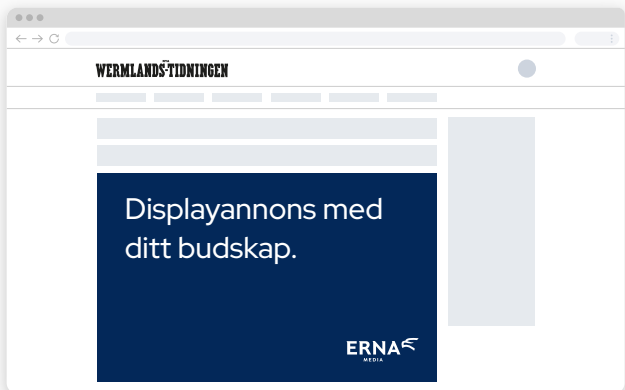 WERMLANDS-TIDNINGEN
Displayannons med
ditt budskap.
ERNA
MEDIA